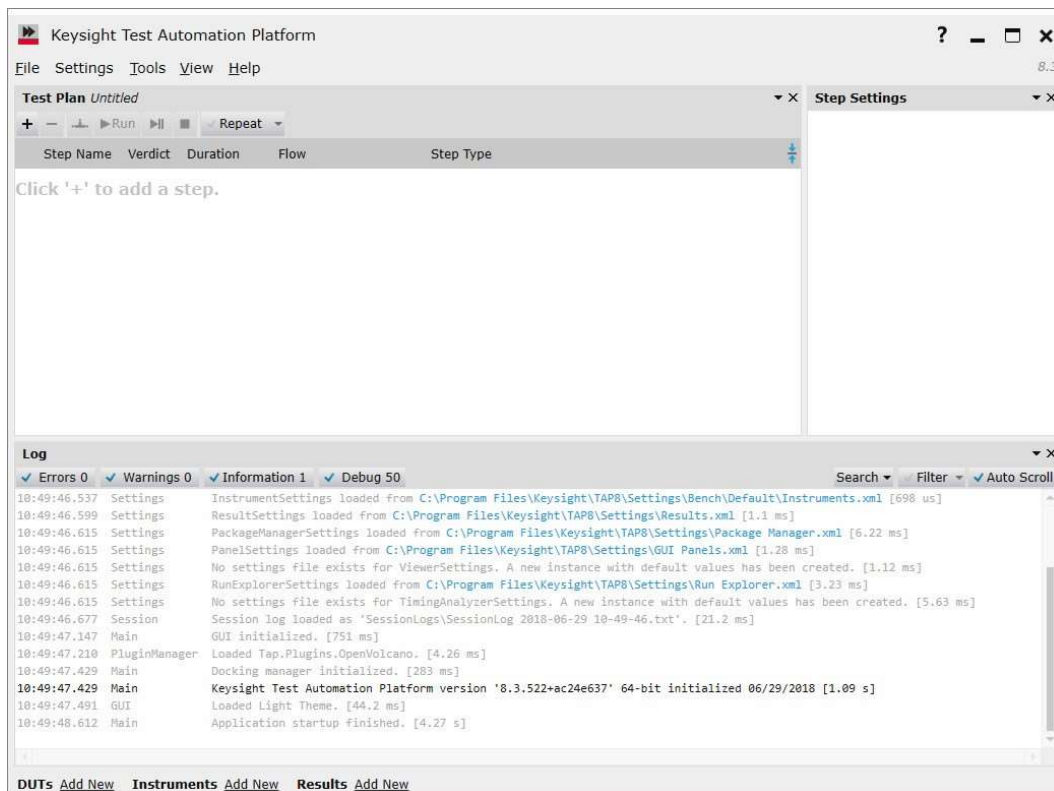 Keysight Test Automation Platform
?
File Settings Tools View Help
Test Plan Untitled
Step Settings
Run
Repeat
Step Name Verdict Duration Flow Step Type
Click '+' to add a step.
Log
Errors 0 Warnings 0 Information 1 Debug 50 Search Filter Auto Scroll
10:49:46.537 Settings InstrumentSettings loaded from C:\Program Files\Keysight\TAP8\Settings\Bench\Default\Instruments.xml [698 us]
10:49:46.599 Settings ResultSettings loaded from C:\Program Files\Keysight\TAP8\Settings\Results.xml [1.1 ms]
10:49:46.615 Settings PackageManagerSettings loaded from C:\Program Files\Keysight\TAP8\Settings\Package Manager.xml [6.22 ms]
10:49:46.615 Settings PanelSettings loaded from C:\Program Files\Keysight\TAP8\Settings\GUI Panels.xml [1.28 ms]
10:49:46.615 Settings No settings file exists for ViewerSettings. A new instance with default values has been created. [1.12 ms]
10:49:46.615 Settings RunExplorerSettings loaded from C:\Program Files\Keysight\TAP8\Settings\Run Explorer.xml [3.23 ms]
10:49:46.615 Settings No settings file exists for TimingAnalyzerSettings. A new instance with default values has been created. [5.63 ms]
10:49:46.677 Session Session log loaded as 'SessionLogs\SessionLog 2018-06-29 10-49-46.txt'. [21.2 ms]
10:49:47.147 Main GUI initialized. [751 ms]
10:49:47.210 PluginManager Loaded Tap.Plugins.OpenVolcano. [4.26 ms]
10:49:47.429 Main Docking manager initialized. [283 ms]
10:49:47.429 Main Keysight Test Automation Platform version '8.3.522+ac24e637' 64-bit initialized 06/29/2018 [1.09 s]
10:49:47.491 GUI Loaded Light Theme. [44.2 ms]
10:49:48.612 Main Application startup finished. [4.27 s]
DUTs Add New Instruments Add New Results Add New